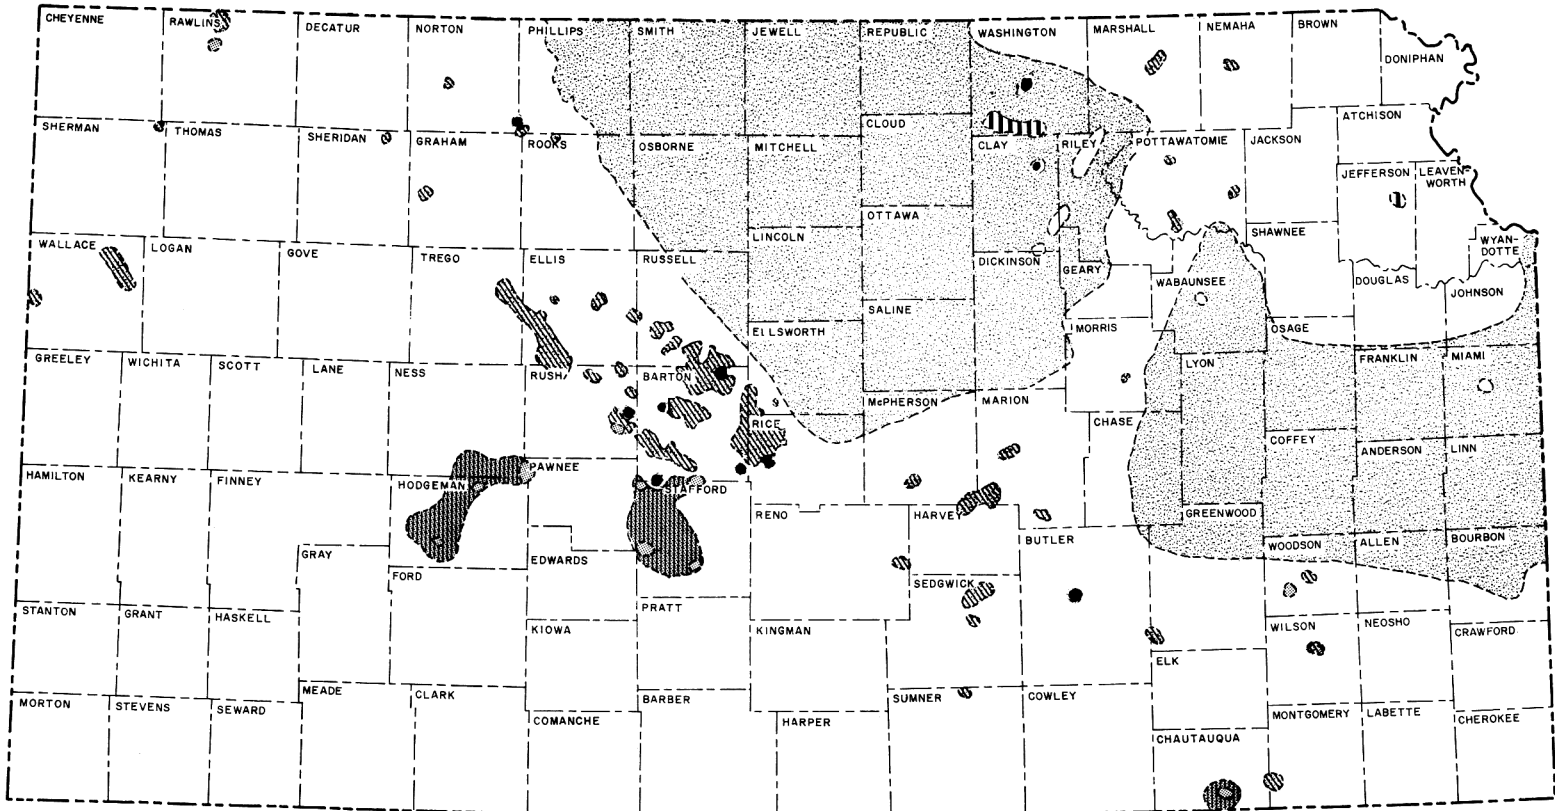 CHEYENNE
RAWLINS
DECATUR
NORTON
PHILLIPS
SMITH
JEWELL
REPUBLIC
WASHINGTON
MARSHALL
NEMAHA
BROWN
DONIPHAN
SHERMAN
THOMAS
SHERIDAN
GRAHAM
ROOKS
OSBORNE
MITCHELL
CLOUD
CLAY
RILEY
POTTAWATOMIE
JACKSON
ATCHISON
JEFFERSON
LEAVEN-
WORTH
WALLACE
LOGAN
GOVE
TREGO
ELLIS
RUSSELL
LINCOLN
OTTAWA
DICKINSON
GEARY
WABAUNSEE
SHAWNEE
DOUGLAS
WYAN-
DOTTE
JOHNSON
ELLSWORTH
SALINE
MORRIS
OSAGE
GREELEY
WICHITA
SCOTT
LANE
NESS
RUSH
BARTON
RICE
McPHERSON
MARION
CHASE
LYON
FRANKLIN
MIAMI
COFFEY
ANDERSON
LINN
HAMILTON
KEARNY
FINNEY
HODGEMAN
PAWNEE
STAFFORD
RENO
HARVEY
BUTLER
GREENWOOD
WOODSON
ALLEN
BOURBON
GRAY
FORD
EDWARDS
SEDGWICK
STANTON
GRANT
HASKELL
KIOWA
PRATT
KINGMAN
ELK
WILSON
NEOSHO
CRAWFORD
MORTON
STEVENS
SEWARD
MEADE
CLARK
COMANCHE
BARBER
HARPER
SUMNER
COWLEY
CHAUTAUQUA
MONTGOMERY
LABETTE
CHEROKEE